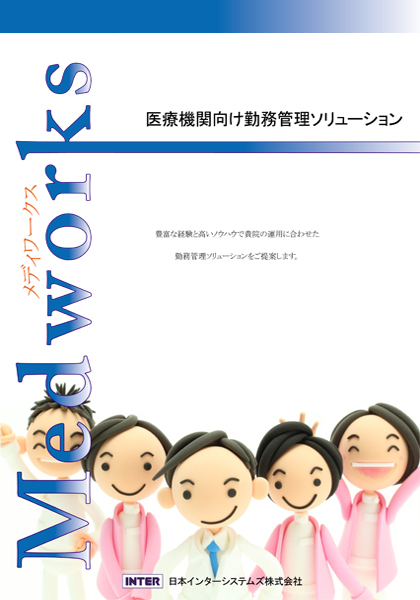 医療機関向け勤務管理ソリューション
Medworks
メディワークス
豊富な経験と高いノウハウで貴院の運用に合わせた
勤務管理ソリューションをご提案します。
INTER 日本インターシステムズ株式会社